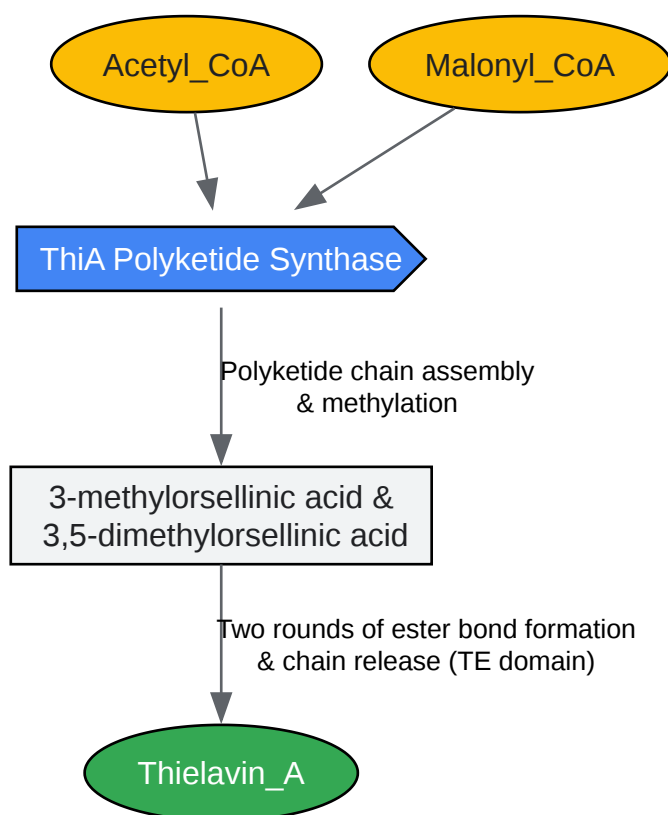 Acetyl_CoA
Malonyl_CoA
ThiA Polyketide Synthase
Polyketide chain assembly
& methylation
3-methylorsellinic acid &
3,5-dimethylorsellinic acid
Two rounds of ester bond formation
& chain release (TE domain)
Thielavin_A